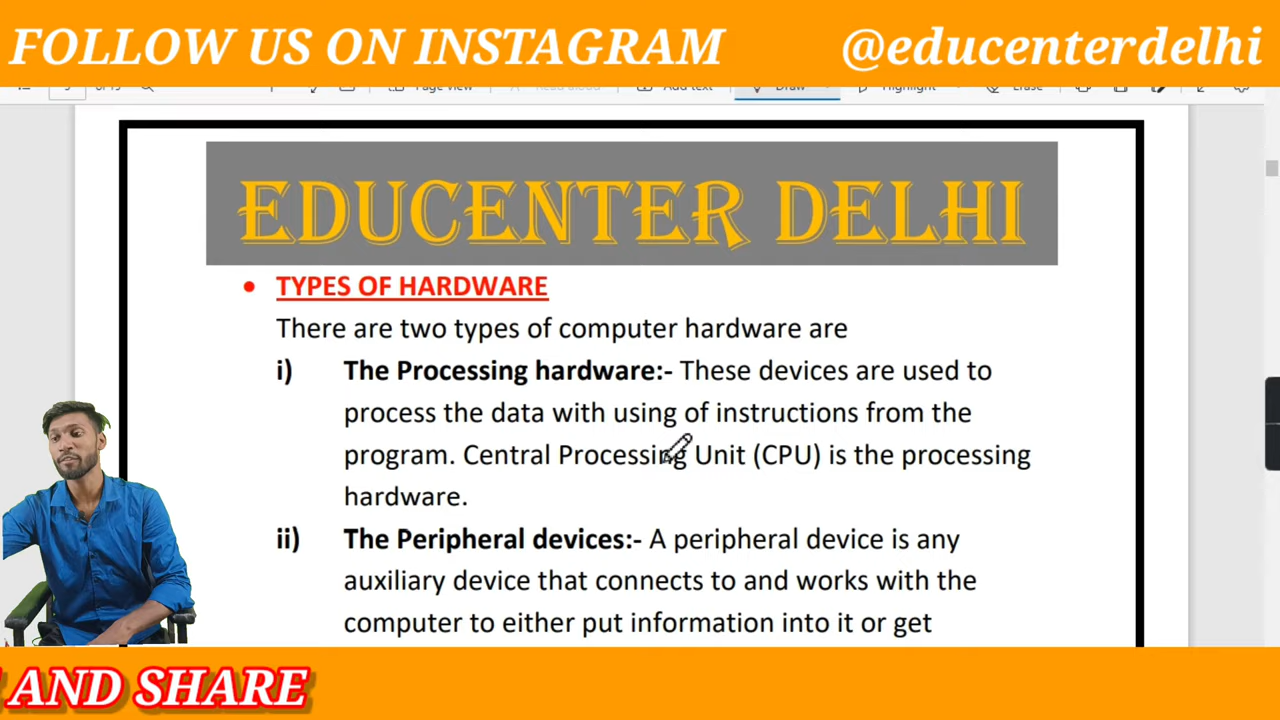 FOLLOW US ON INSTAGRAM @educenterdelhi
EDUCENTER DELHI
• TYPES OF HARDWARE
There are two types of computer hardware are
i) The Processing hardware:- These devices are used to
process the data with using of instructions from the
program. Central Processing Unit (CPU) is the processing
hardware.
ii) The Peripheral devices:- A peripheral device is any
auxiliary device that connects to and works with the
computer to either put information into it or get
AND SHARE